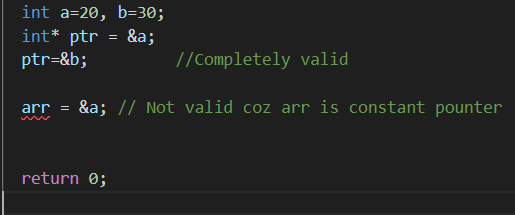 int a=20, b=30;
int* ptr = &a;
ptr=&b;          //Completely valid
arr = &a; // Not valid coz arr is constant pounter
return 0;